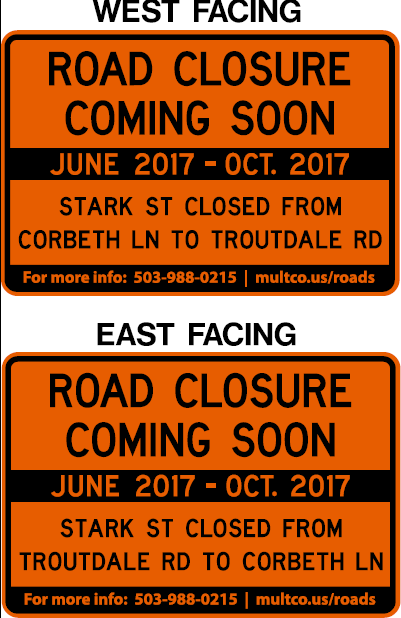 WEST FACING
ROAD CLOSURE
COMING SOON
JUNE 2017 - OCT. 2017
STARK ST CLOSED FROM
CORBETH LN TO TROUTDALE RD
For more info: 503-988-0215 | multco.us/roads
EAST FACING
ROAD CLOSURE
COMING SOON
JUNE 2017 - OCT. 2017
STARK ST CLOSED FROM
TROUTDALE RD TO CORBETH LN
For more info: 503-988-0215 | multco.us/roads